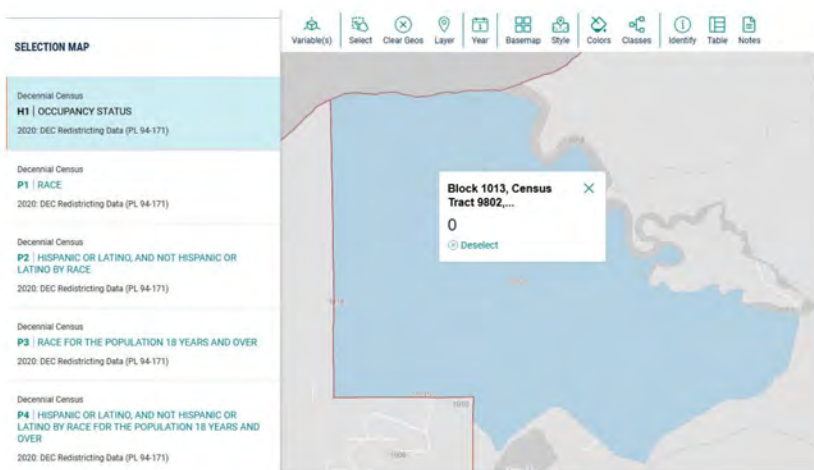 SELECTION MAP
Variable(s)
Select
Clear Geos
Layer
Year
Basemap
Style
Colors
Classes
Identify
Table
Notes
Decennial Census
H1 | OCCUPANCY STATUS
2020: DEC Redistricting Data (PL 94-171)
Decennial Census
P1 | RACE
2020: DEC Redistricting Data (PL 94-171)
Decennial Census
P2 | HISPANIC OR LATINO, AND NOT HISPANIC OR
LATINO BY RACE
2020: DEC Redistricting Data (PL 94-171)
Decennial Census
P3 | RACE FOR THE POPULATION 18 YEARS AND OVER
2020: DEC Redistricting Data (PL 94-171)
Decennial Census
P4 | HISPANIC OR LATINO, AND NOT HISPANIC OR
LATINO BY RACE FOR THE POPULATION 18 YEARS AND
OVER
2020: DEC Redistricting Data (PL 94-171)
Block 1013, Census
Tract 9802,...
0
Deselect
1010